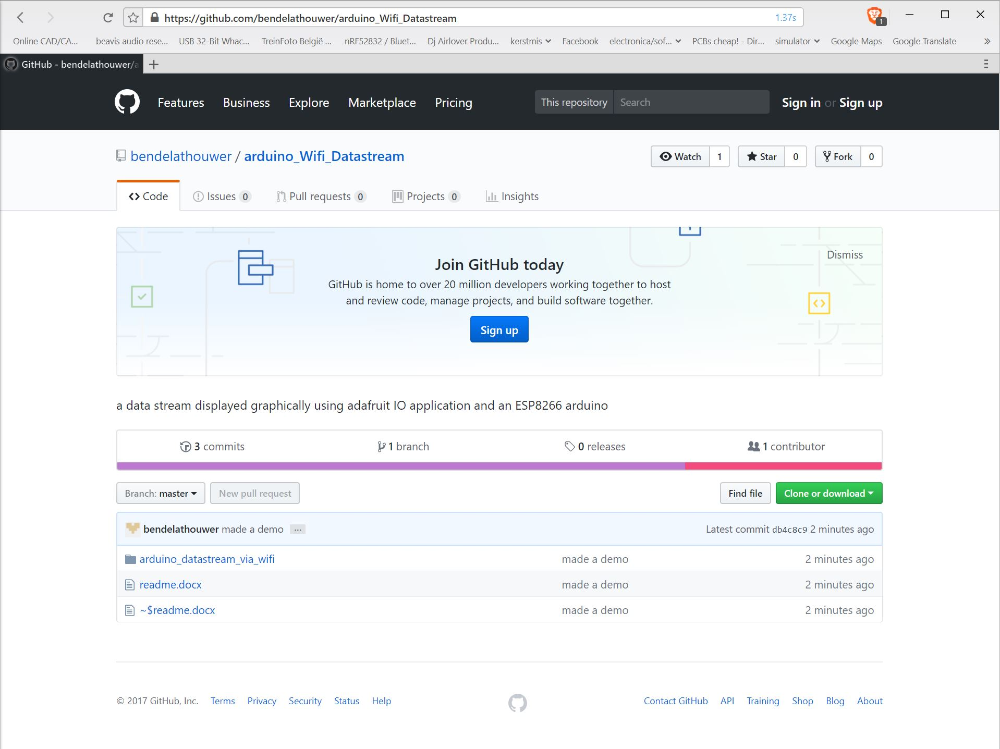 https://github.com/bendelathouwer/arduino_Wifi_Datastream 1.37s 1
Online CAD/CA... beavis audio rese... USB 32-Bit Whac... TreinFoto België ... nRF52832 / Bluet... Dj Airlover Produ... kerstmis Facebook electronica/sof... PCBs cheap! - Dir... simulator Google Maps Google Translate »
GitHub - bendelathouwer/a
Features Business Explore Marketplace Pricing This repository Search Sign in or Sign up
bendelathouwer / arduino_Wifi_Datastream Watch 1 Star 0 Fork 0
Code Issues 0 Pull requests 0 Projects 0 Insights
Dismiss
Join GitHub today
GitHub is home to over 20 million developers working together to host
and review code, manage projects, and build software together.
Sign up
a data stream displayed graphically using adafruit IO application and an ESP8266 arduino
3 commits 1 branch 0 releases 1 contributor
Branch: master New pull request Find file Clone or download
bendelathouwer made a demo ... Latest commit db4c8c9 2 minutes ago
arduino_datastream_via_wifi made a demo 2 minutes ago
readme.docx made a demo 2 minutes ago
~$readme.docx made a demo 2 minutes ago
© 2017 GitHub, Inc. Terms Privacy Security Status Help Contact GitHub API Training Shop Blog About